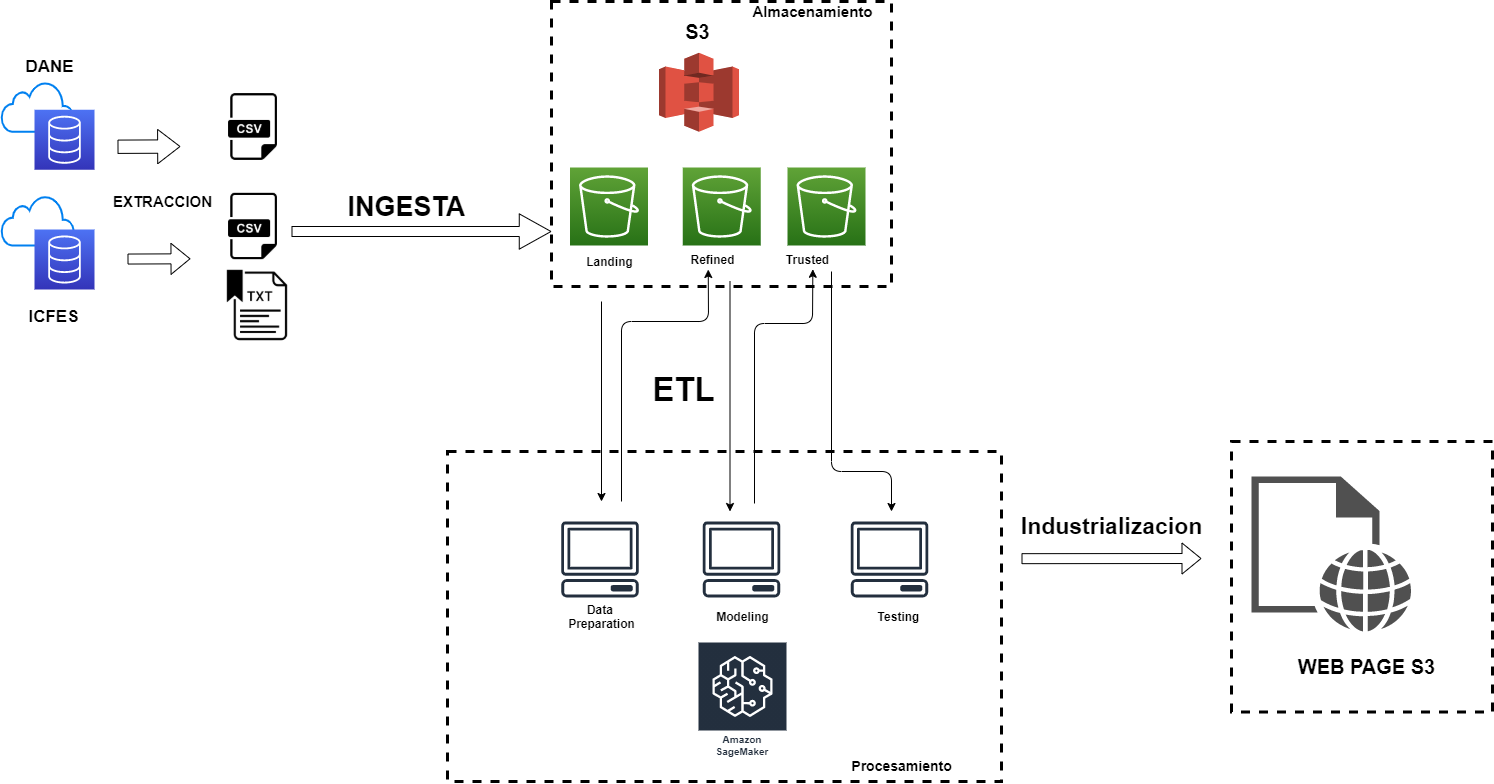 DANE
CSV
EXTRACCION
ICFES
CSV
TXT
INGESTA
Almacenamiento
S3
Landing
Refined
Trusted
ETL
Data
Preparation
Modeling
Testing
Amazon
SageMaker
Procesamiento
Industrializacion
WEB PAGE S3